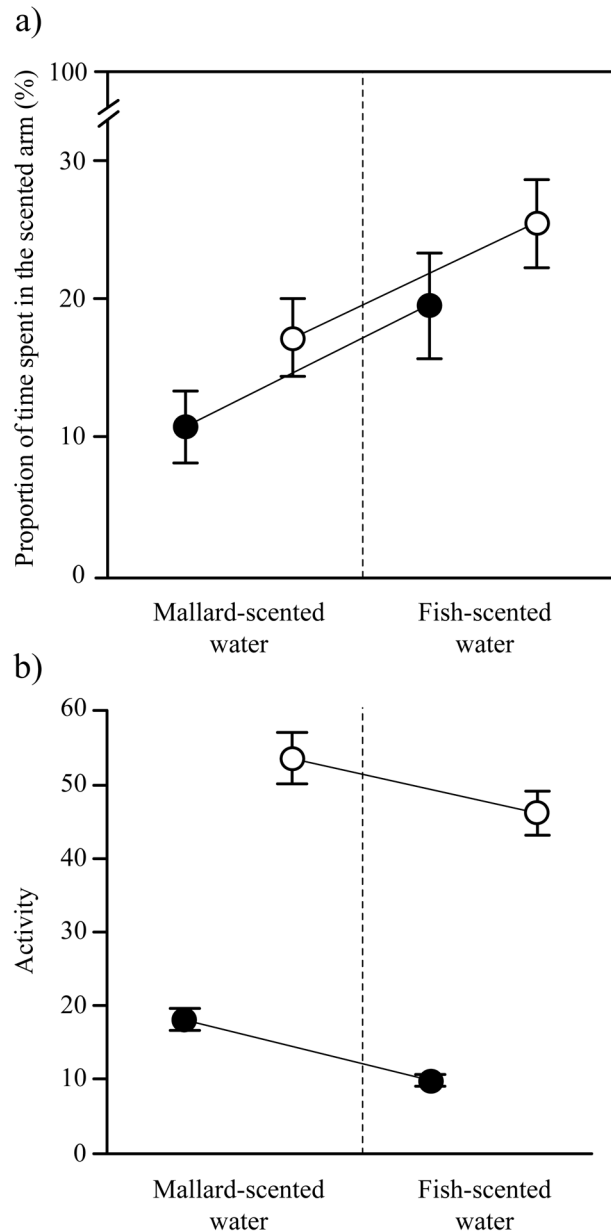 a)
Proportion of time spent in the scented arm (%)
100
30
20
10
0
Mallard-scented
water
Fish-scented
water
b)
Activity
60
50
40
30
20
10
0
Mallard-scented
water
Fish-scented
water